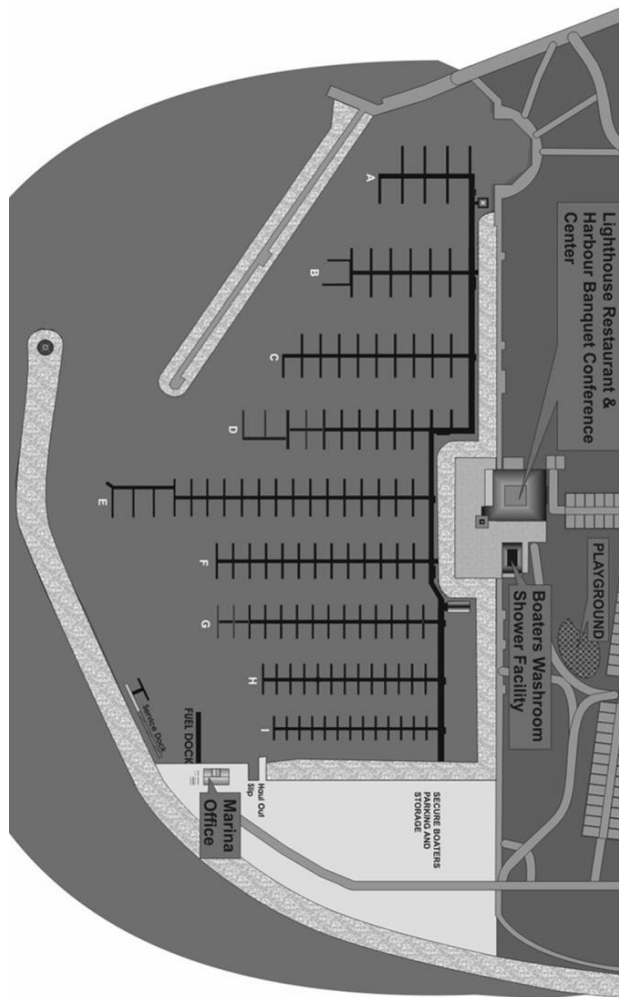 Lighthouse Restaurant &
Harbour Banquet Conference
Center
PLAYGROUND
Boaters Washroom
Shower Facility
A
B
C
D
E
F
G
H
I
Service Dock
FUEL DOCK
Haul Out
Slip
Marina
Office
SECURE BOATERS
PARKING AND
STORAGE